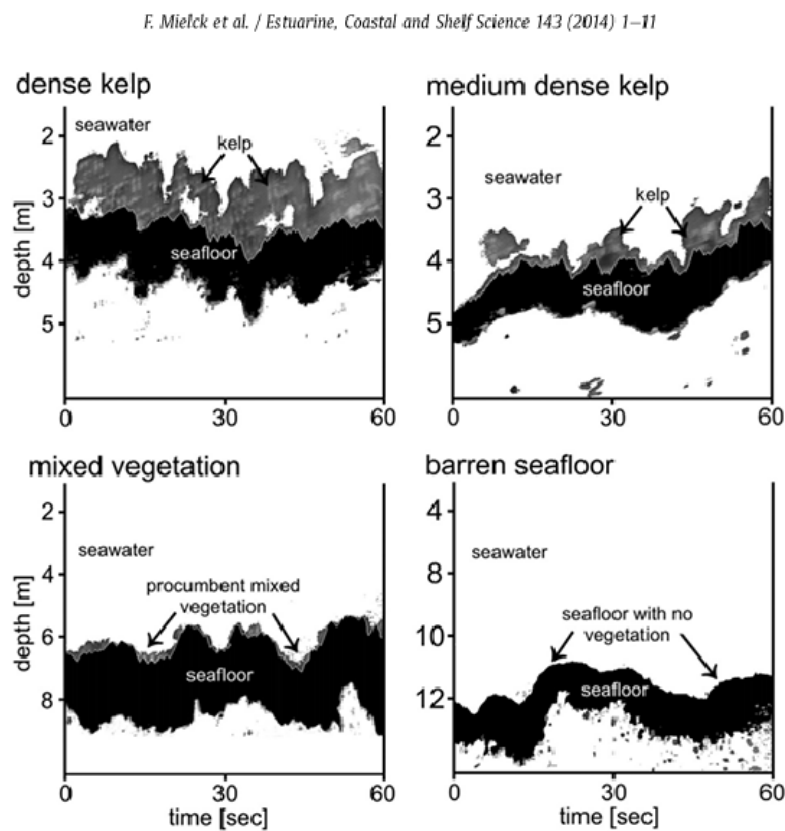 F. Mielck et al. / Estuarine, Coastal and Shelf Science 143 (2014) 1–11
dense kelp
seawater
kelp
seafloor
depth [m]
2
3
4
5
0
30
60
medium dense kelp
seawater
kelp
seafloor
2
3
4
5
0
30
60
mixed vegetation
seawater
procumbent mixed
vegetation
seafloor
depth [m]
2
4
6
8
0
30
60
time [sec]
barren seafloor
seawater
seafloor with no
vegetation
seafloor
4
8
10
12
0
30
60
time [sec]